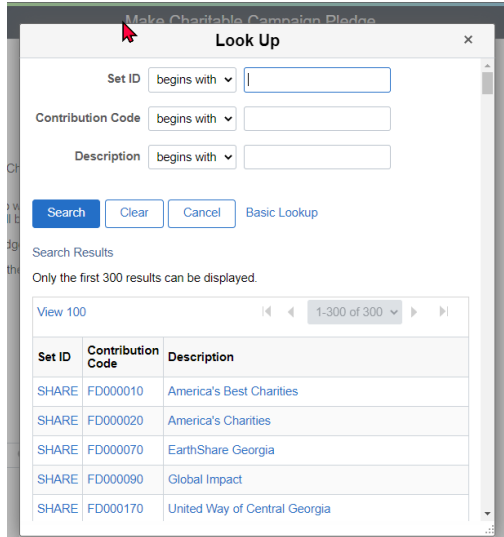 Make Charitable Campaign Pledge
Look Up ×
Set ID begins with
Contribution Code begins with
Description begins with
Search Clear Cancel Basic Lookup
Search Results
Only the first 300 results can be displayed.
View 100 1-300 of 300
Set ID Contribution Code Description
SHARE FD000010 America's Best Charities
SHARE FD000020 America's Charities
SHARE FD000070 EarthShare Georgia
SHARE FD000090 Global Impact
SHARE FD000170 United Way of Central Georgia